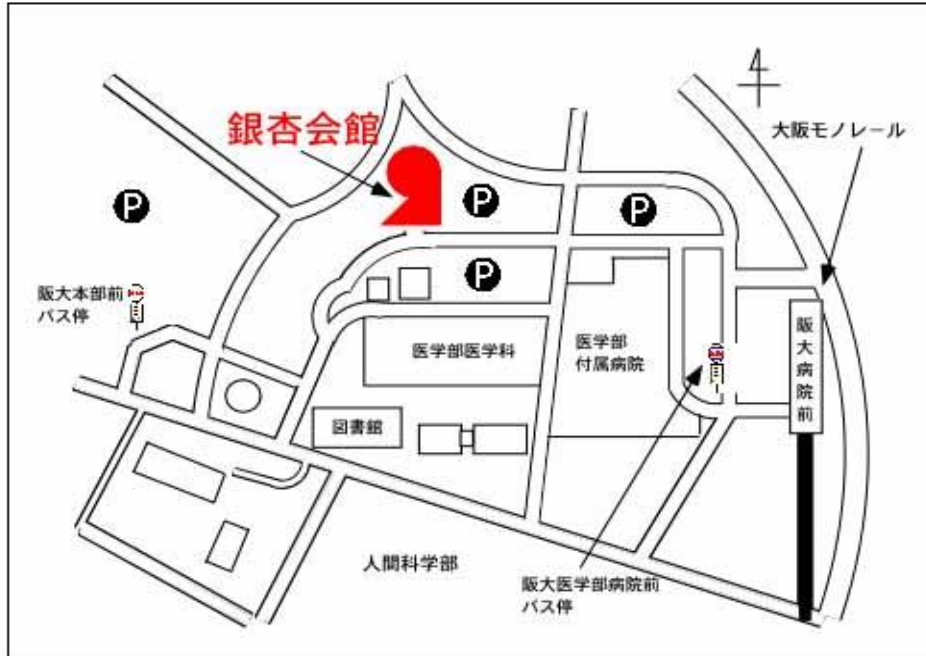 銀杏会館
大阪モノレール
P
P
P
P
阪大本部前
バス停
医学部医学科
医学部
付属病院
阪大病院前
図書館
人間科学部
阪大医学部病院前
バス停